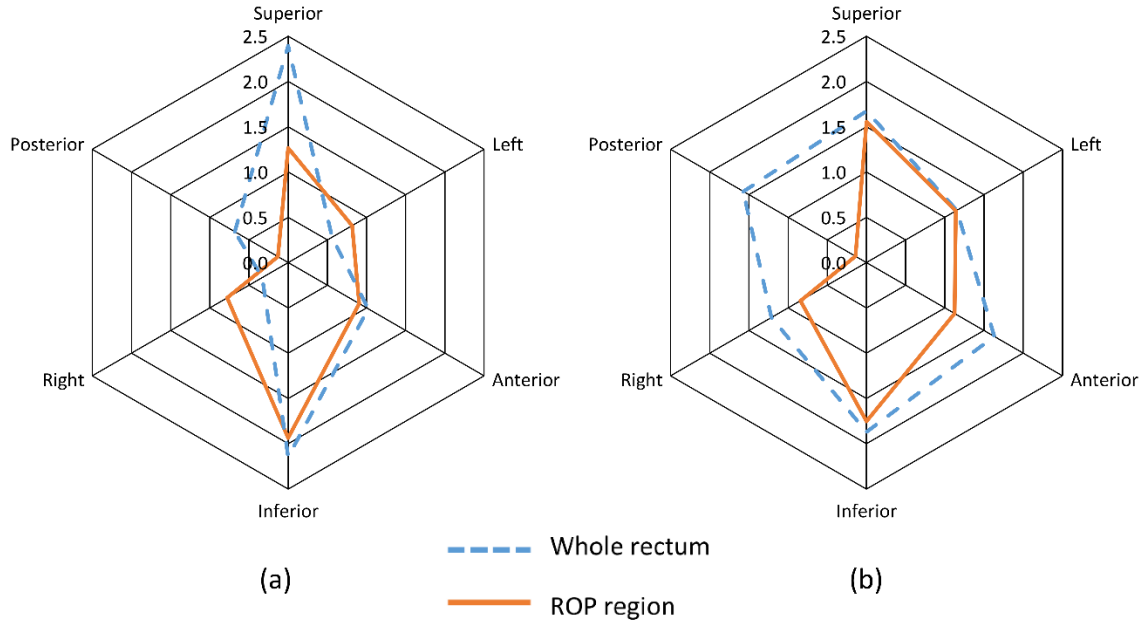 Superior
2.5
2.0
1.5
1.0
0.5
0.0
Posterior
Left
Right
Anterior
Inferior
Superior
2.5
2.0
1.5
1.0
0.5
0.0
Posterior
Left
Right
Anterior
Inferior
Whole rectum
ROP region
(a)
(b)